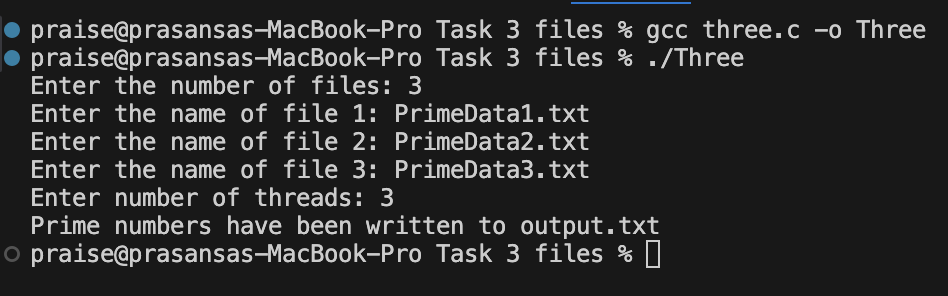 praise@prasansas-MacBook-Pro Task 3 files % gcc three.c -o Three
praise@prasansas-MacBook-Pro Task 3 files % ./Three
Enter the number of files: 3
Enter the name of file 1: PrimeData1.txt
Enter the name of file 2: PrimeData2.txt
Enter the name of file 3: PrimeData3.txt
Enter number of threads: 3
Prime numbers have been written to output.txt
praise@prasansas-MacBook-Pro Task 3 files %